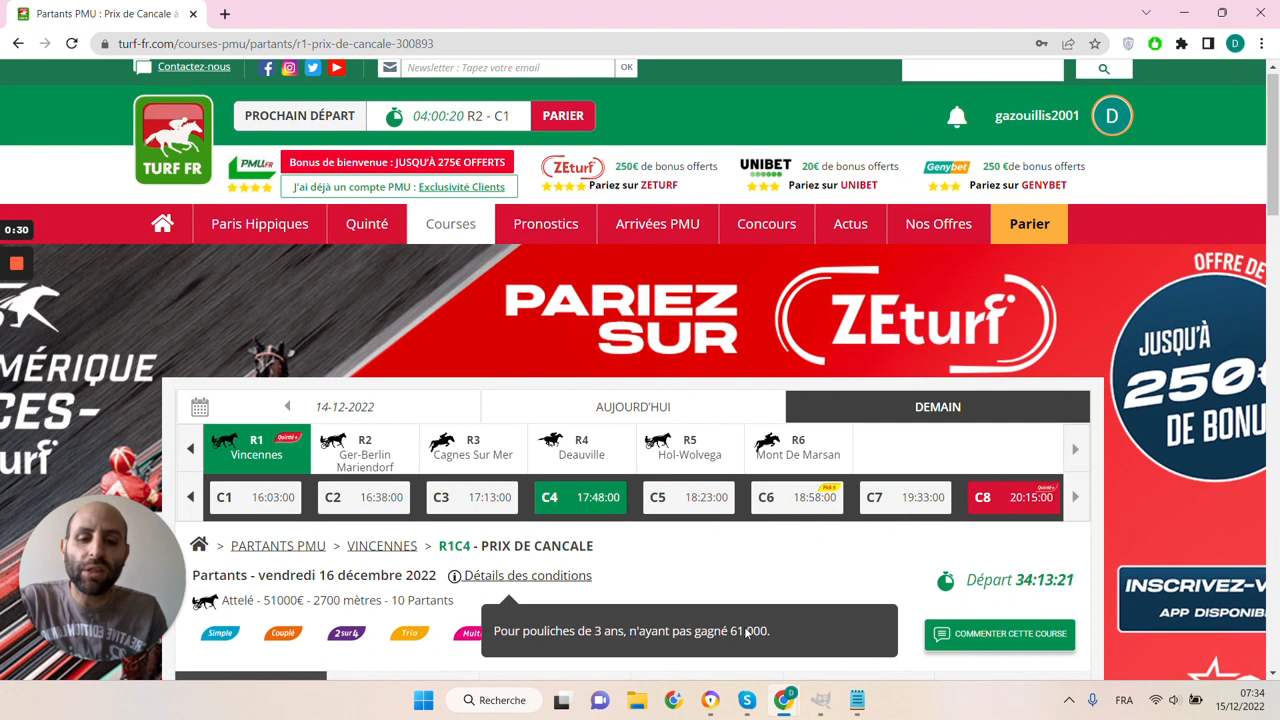 Partants PMU : Prix de Cancale à
turf-fr.com/courses-pmu/partants/r1-prix-de-cancale-300893
Contactez-nous
Newsletter : Tapez votre email
OK
PROCHAIN DÉPART
04:00:20 R2 - C1
PARIER
gazouillis2001
D
TURF FR
PMU.FR
Bonus de bienvenue : JUSQU'À 275€ OFFERTS
J'ai déjà un compte PMU : Exclusivité Clients
ZEturf
250€ de bonus offerts
Pariez sur ZETURF
UNIBET
20€ de bonus offerts
Pariez sur UNIBET
Genybet
250 € de bonus offerts
Pariez sur GENYBET
0:30
Paris Hippiques
Quinté
Courses
Pronostics
Arrivées PMU
Concours
Actus
Nos Offres
Parier
OFFRE DE
PARIEZ
SUR
ZEturf
MÉRIQUE
CES-
urf
JUSQU'À
250€
DE BONU
14-12-2022
AUJOURD'HUI
DEMAIN
R1 Quinté+
Vincennes
R2
Ger-Berlin
Mariendorf
R3
Cagnes Sur Mer
R4
Deauville
R5
Hol-Wolvega
R6
Mont De Marsan
C1 16:03:00
C2 16:38:00
C3 17:13:00
C4 17:48:00
C5 18:23:00
C6 18:58:00 Pick 5
C7 19:33:00
C8 20:15:00 Quinté+
> PARTANTS PMU > VINCENNES > R1C4 - PRIX DE CANCALE
Partants - vendredi 16 décembre 2022
Détails des conditions
Départ 34:13:21
Attelé - 51000€ - 2700 mètres - 10 Partants
Simple
Couplé
2 sur 4
Trio
Multi
Pour pouliches de 3 ans, n'ayant pas gagné 61.000.
COMMENTER CETTE COURSE
INSCRIVEZ-V
APP DISPONIB
Recherche
FRA
07:34
15/12/2022